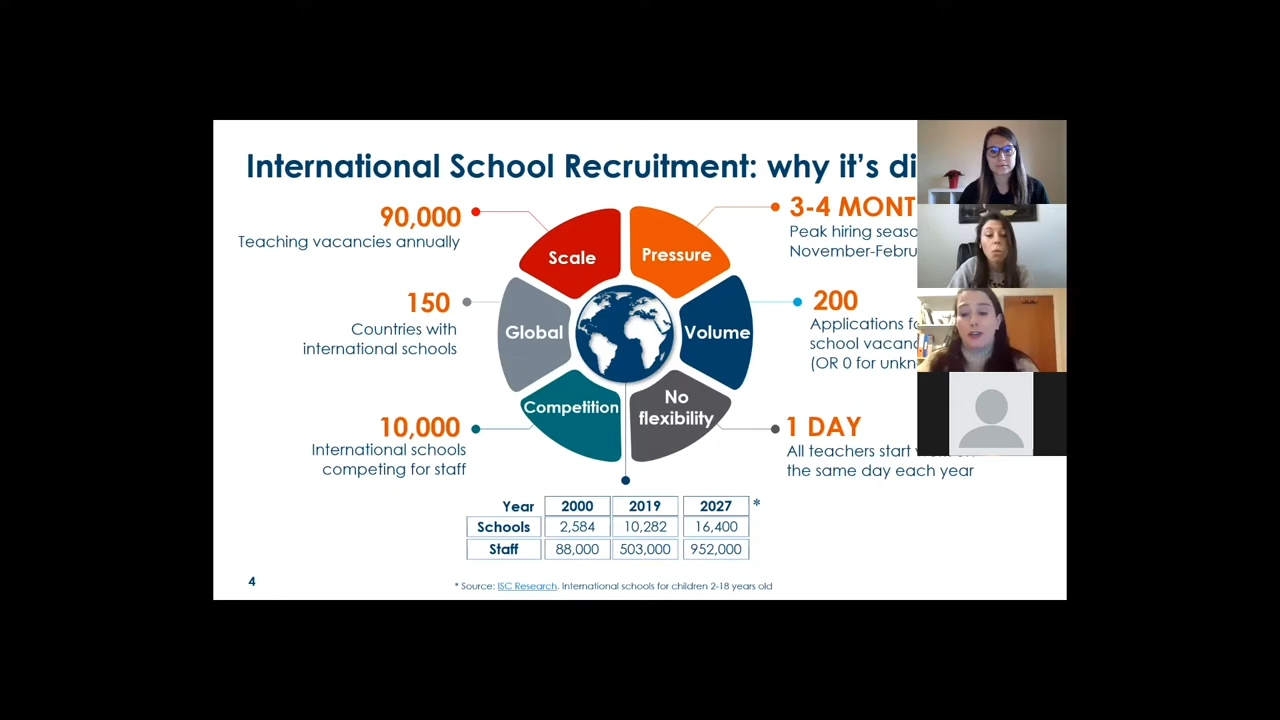 International School Recruitment: why it's di
90,000
Teaching vacancies annually
150
Countries with
international schools
10,000
International schools
competing for staff
Scale
Pressure
Global
Volume
Competition
No
flexibility
3-4 MONT
Peak hiring seaso
November-Febru
200
Applications fo
school vacanc
(OR 0 for unkn
1 DAY
All teachers start
the same day each year
Year 2000 2019 2027 *
Schools 2,584 10,282 16,400
Staff 88,000 503,000 952,000
4
* Source: ISC Research. International schools for children 2-18 years old